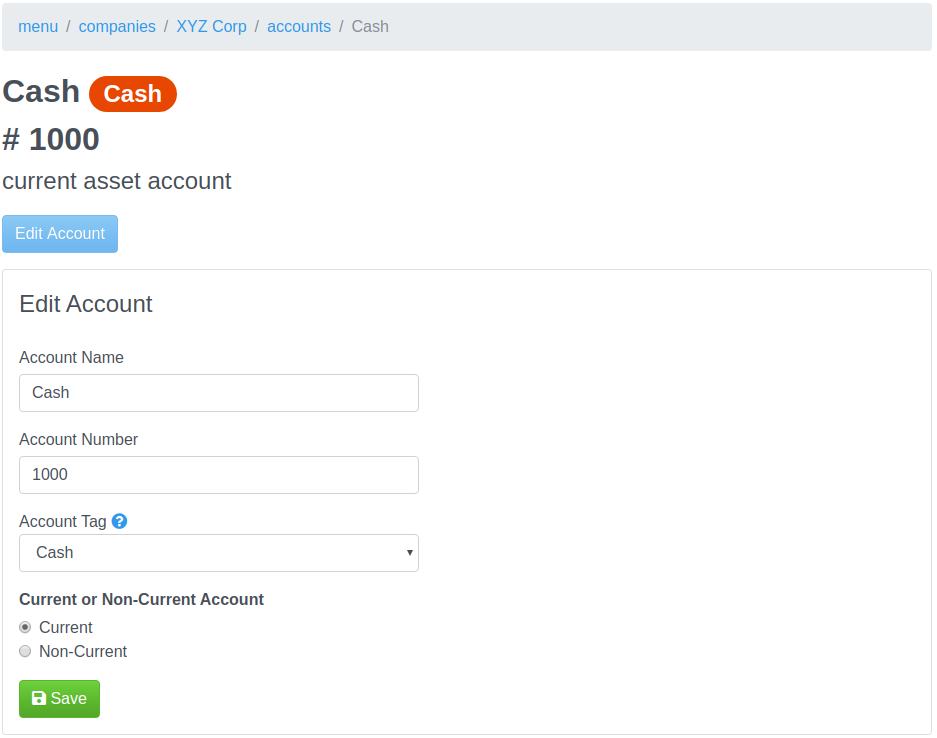 menu / companies / XYZ Corp / accounts / Cash
Cash Cash
# 1000
current asset account
Edit Account
Edit Account
Account Name
Cash
Account Number
1000
Account Tag ?
Cash
Current or Non-Current Account
Current
Non-Current
Save